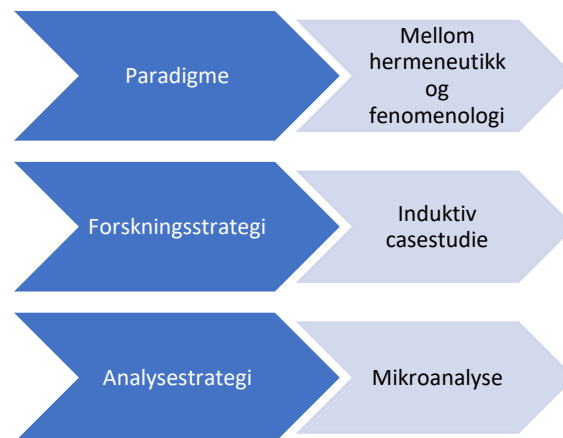 Paradigme
Mellom
hermeneutikk
og
fenomenologi
Forskningsstrategi
Induktiv
casestudie
Analysestrategi
Mikroanalyse